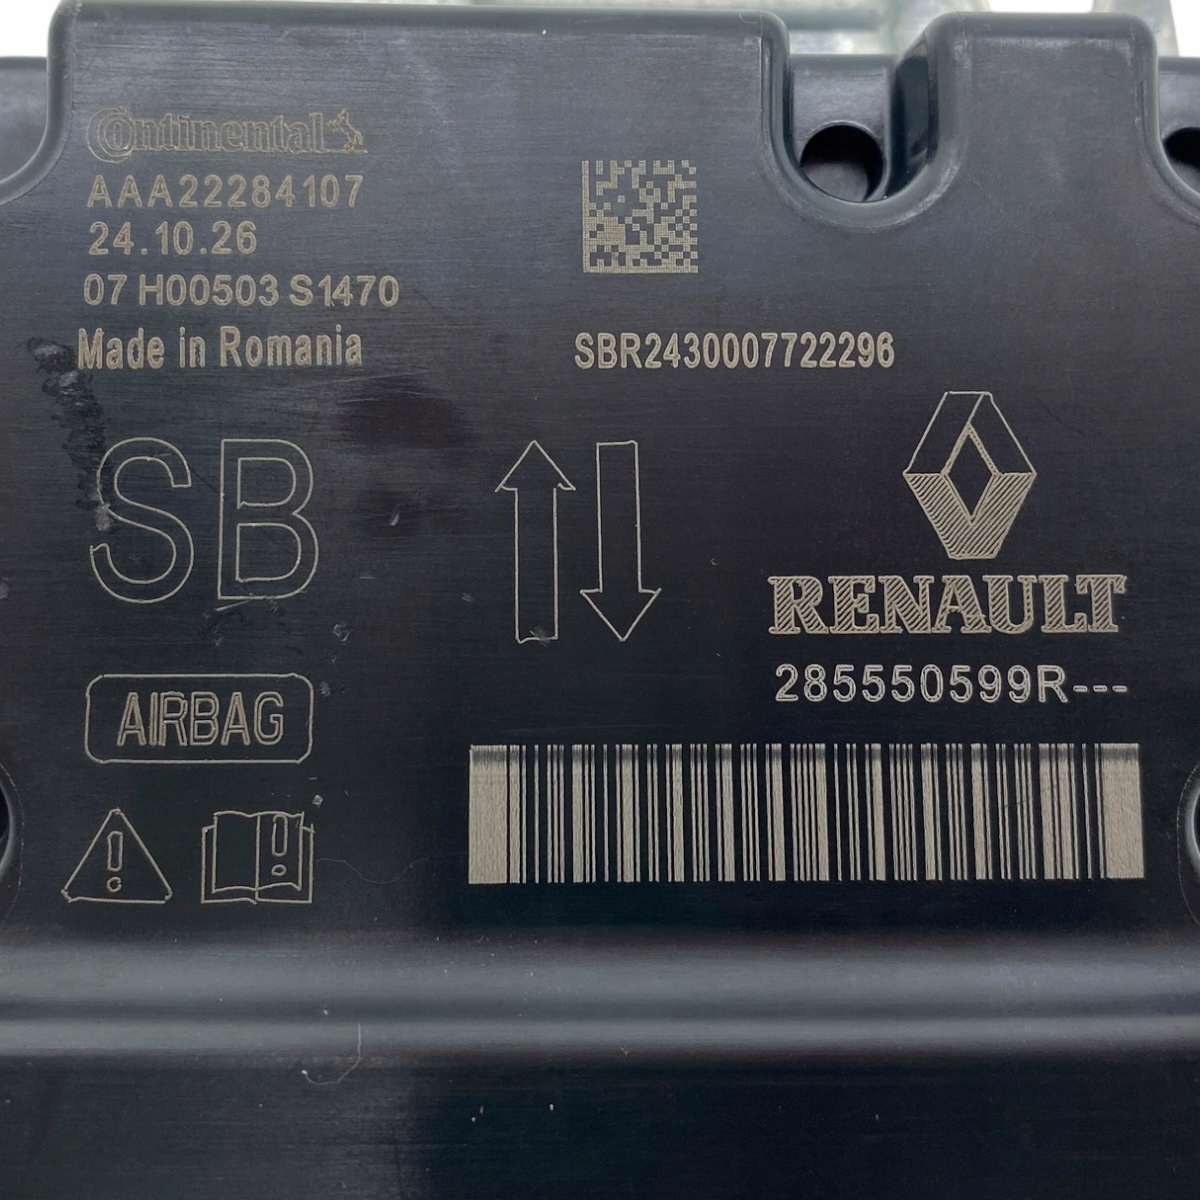 Continental
AAA22284107
24.10.26
07 H00503 S1470
Made in Romania
SBR2430007722296
SB
RENAULT
285550599R---
AIRBAG